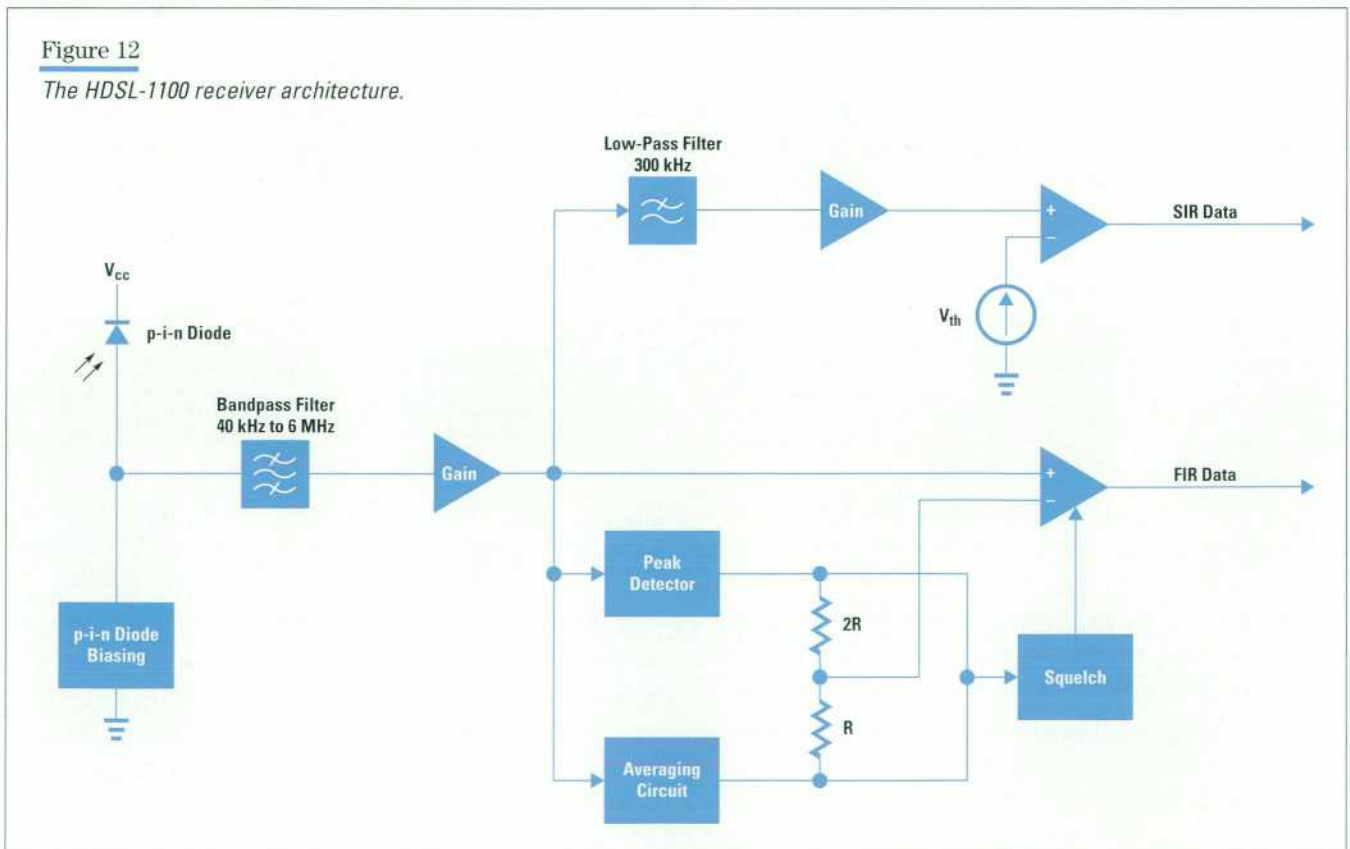 Figure 12
The HDSL-1100 receiver architecture.
Low-Pass Filter
300 kHz
Gain
+
−
SIR Data
Vcc
p-i-n Diode
Vth
Bandpass Filter
40 kHz to 6 MHz
Gain
+
−
FIR Data
Peak
Detector
2R
p-i-n Diode
Biasing
Squelch
R
Averaging
Circuit